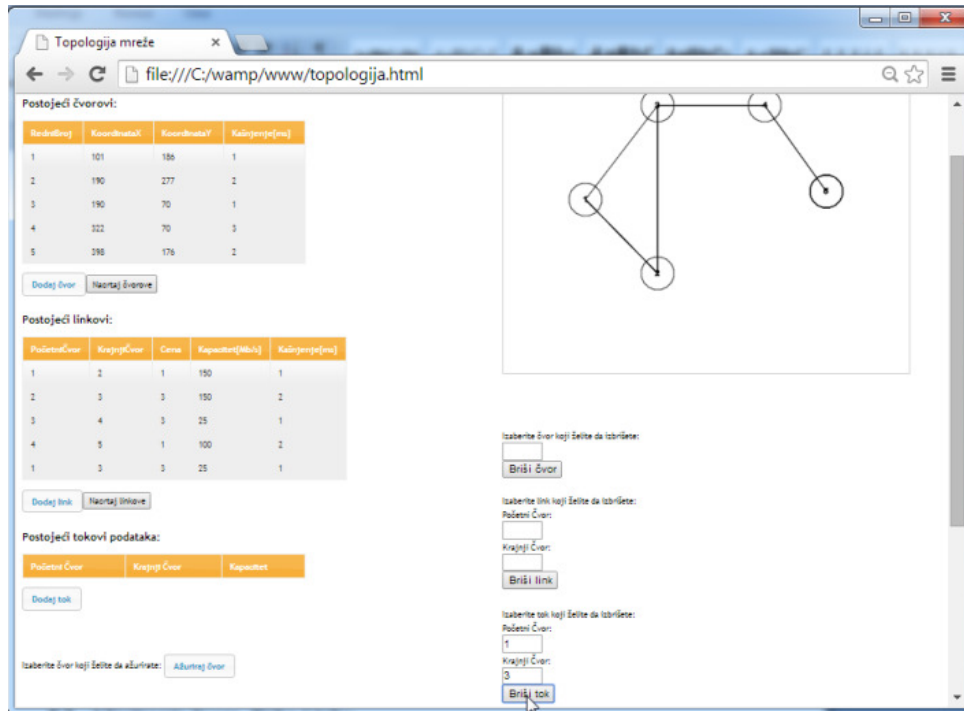 Topologija mreže
file:///C:/wamp/www/topologija.html
Postojeći čvorovi:
RedniBroj KoordinataX KoordinataY Kašnjenje[ms]
1 101 186 1
2 190 277 2
3 190 70 1
4 322 70 3
5 398 176 2
Dodaj čvor Nacrtaj čvorove
Postojeći linkovi:
PočetniČvor KrajnjiČvor Cena Kapacitet[Mb/s] Kašnjenje[ms]
1 2 1 150 1
2 3 3 150 2
3 4 3 25 1
4 5 1 100 2
1 3 3 25 1
Dodaj link Nacrtaj linkove
Postojeći tokovi podataka:
Početni Čvor Krajnji Čvor Kapacitet
Dodaj tok
Izaberite čvor koji želite da ažurirate: Ažuriraj čvor
Izaberite čvor koji želite da izbrišete:
Briši čvor
Izaberite link koji želite da izbrišete:
Početni Čvor:
Krajnji Čvor:
Briši link
Izaberite tok koji želite da izbrišete:
Početni Čvor:
1
Krajnji Čvor:
3
Briši tok